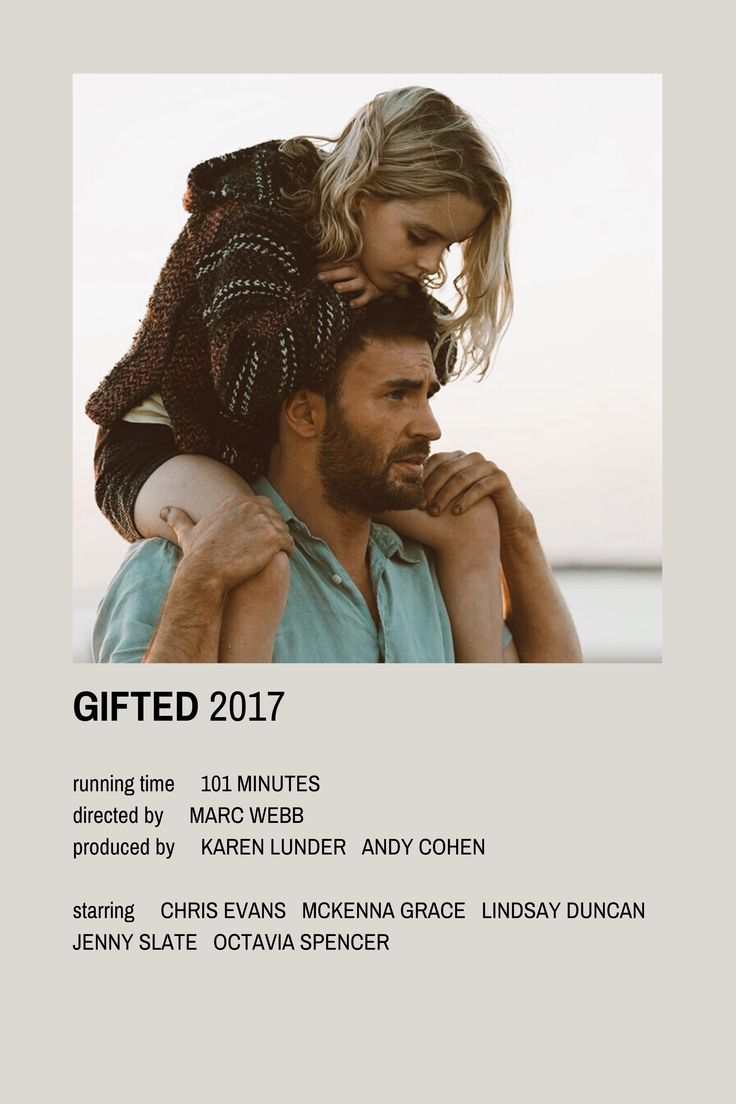 GIFTED 2017
running time 101 MINUTES
directed by MARC WEBB
produced by KAREN LUNDER ANDY COHEN
starring CHRIS EVANS MCKENNA GRACE LINDSAY DUNCAN
JENNY SLATE OCTAVIA SPENCER